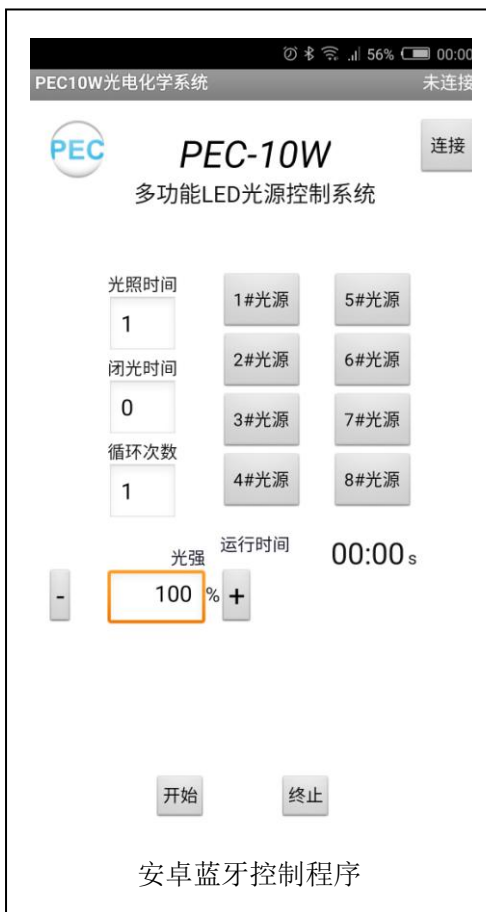 56% 00:00
PEC10W光电化学系统 未连接
PEC PEC-10W 连接
多功能LED光源控制系统
光照时间
1#光源 5#光源
1
闭光时间 2#光源 6#光源
0
3#光源 7#光源
循环次数
1 4#光源 8#光源
运行时间 00:00 s
光强
- 100 % +
开始 终止
安卓蓝牙控制程序